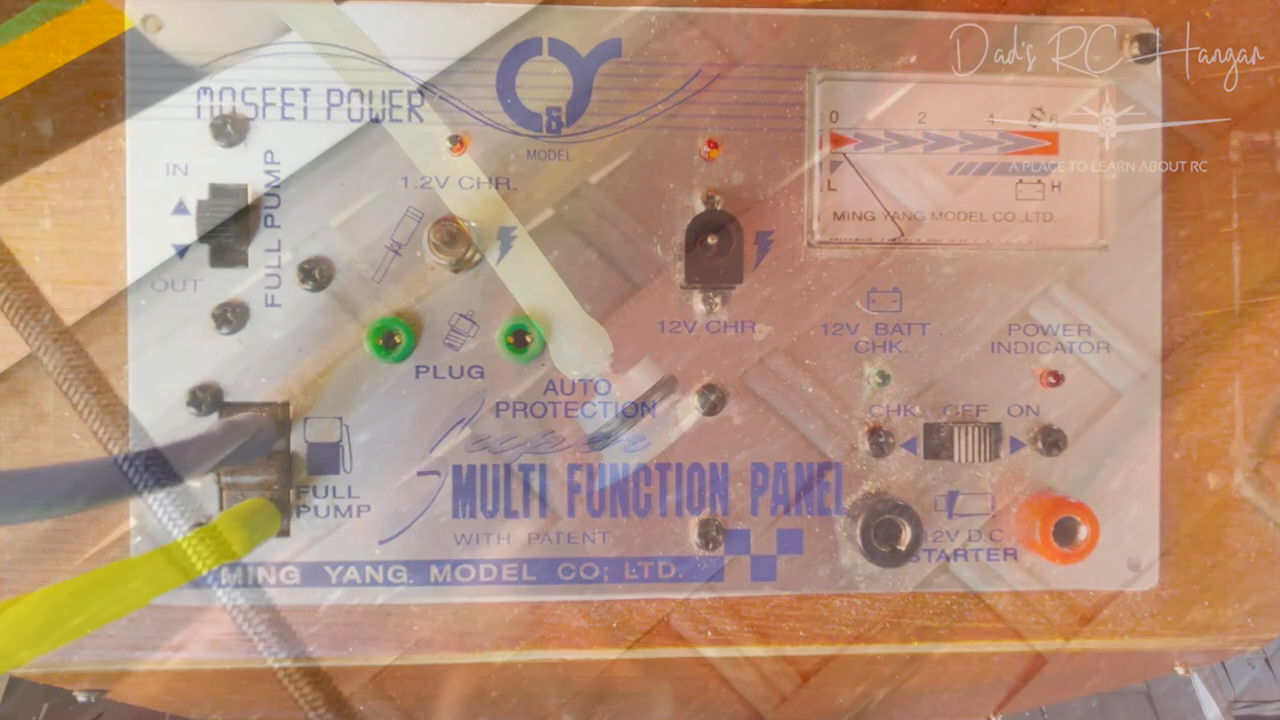 Dad's RC Hangar
A PLACE TO LEARN ABOUT RC
MOSFET POWER
C&Y
MODEL
0 2 4 6
L H
MING YANG MODEL CO.,LTD.
IN
OUT
FULL PUMP
1.2V CHR.
12V CHR.
PLUG
AUTO
PROTECTION
12V BATT
CHK.
POWER
INDICATOR
CHK. OFF ON
FULL
PUMP
Super
MULTI FUNCTION PANEL
WITH PATENT
12V D.C.
STARTER
MING YANG. MODEL CO; LTD.